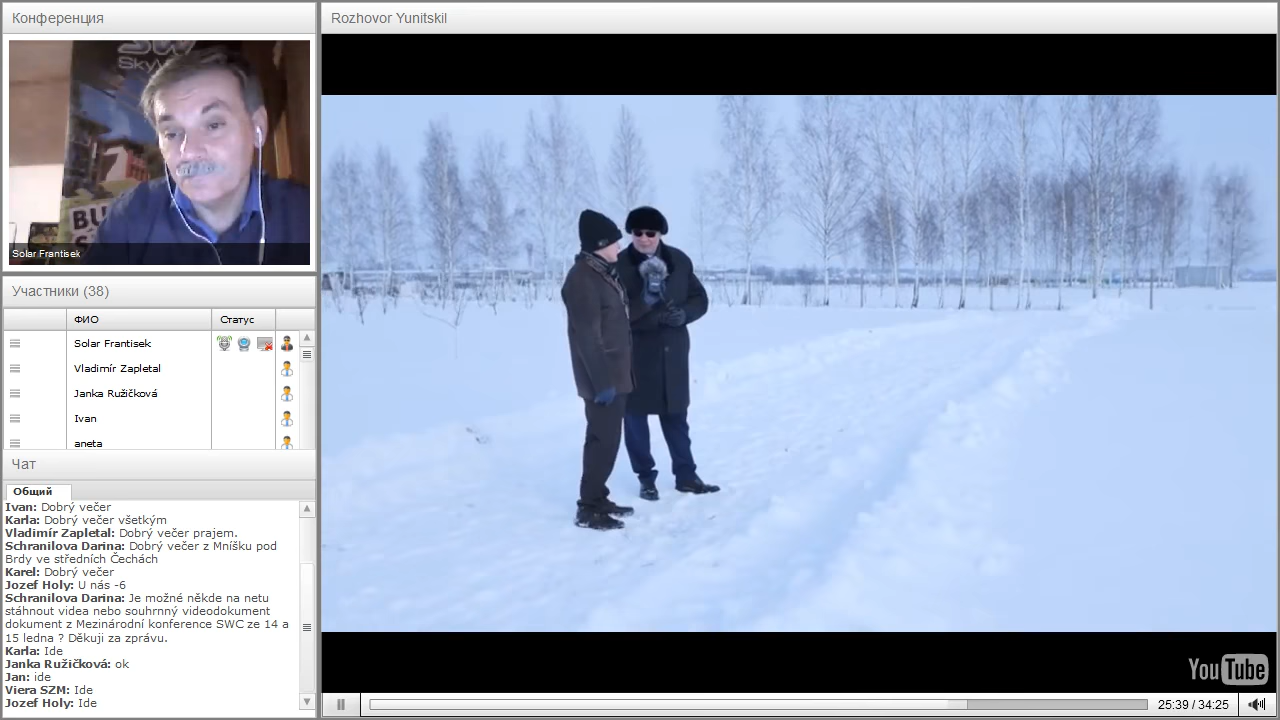 Конференция
SW
SkyW
BU
Solar Frantisek
Участники (38)
ФИО Статус
Solar Frantisek
Vladimír Zapletal
Janka Ružičková
Ivan
aneta
Чат
Общий
Ivan: Dobrý večer
Karla: Dobrý večer všetkým
Vladimír Zapletal: Dobrý večer prajem.
Schranilova Darina: Dobrý večer z Mníšku pod
Brdy ve středních Čechách
Karel: Dobrý večer
Jozef Holy: U nás -6
Schranilova Darina: Je možné někde na netu
stáhnout videa nebo souhrnný videodokument
dokument z Mezinárodní konference SWC ze 14 a
15 ledna ? Děkuji za zprávu.
Karla: Ide
Janka Ružičková: ok
Jan: ide
Viera SZM: Ide
Jozef Holy: Ide
Rozhovor Yunitskil
YouTube
25:39 / 34:25